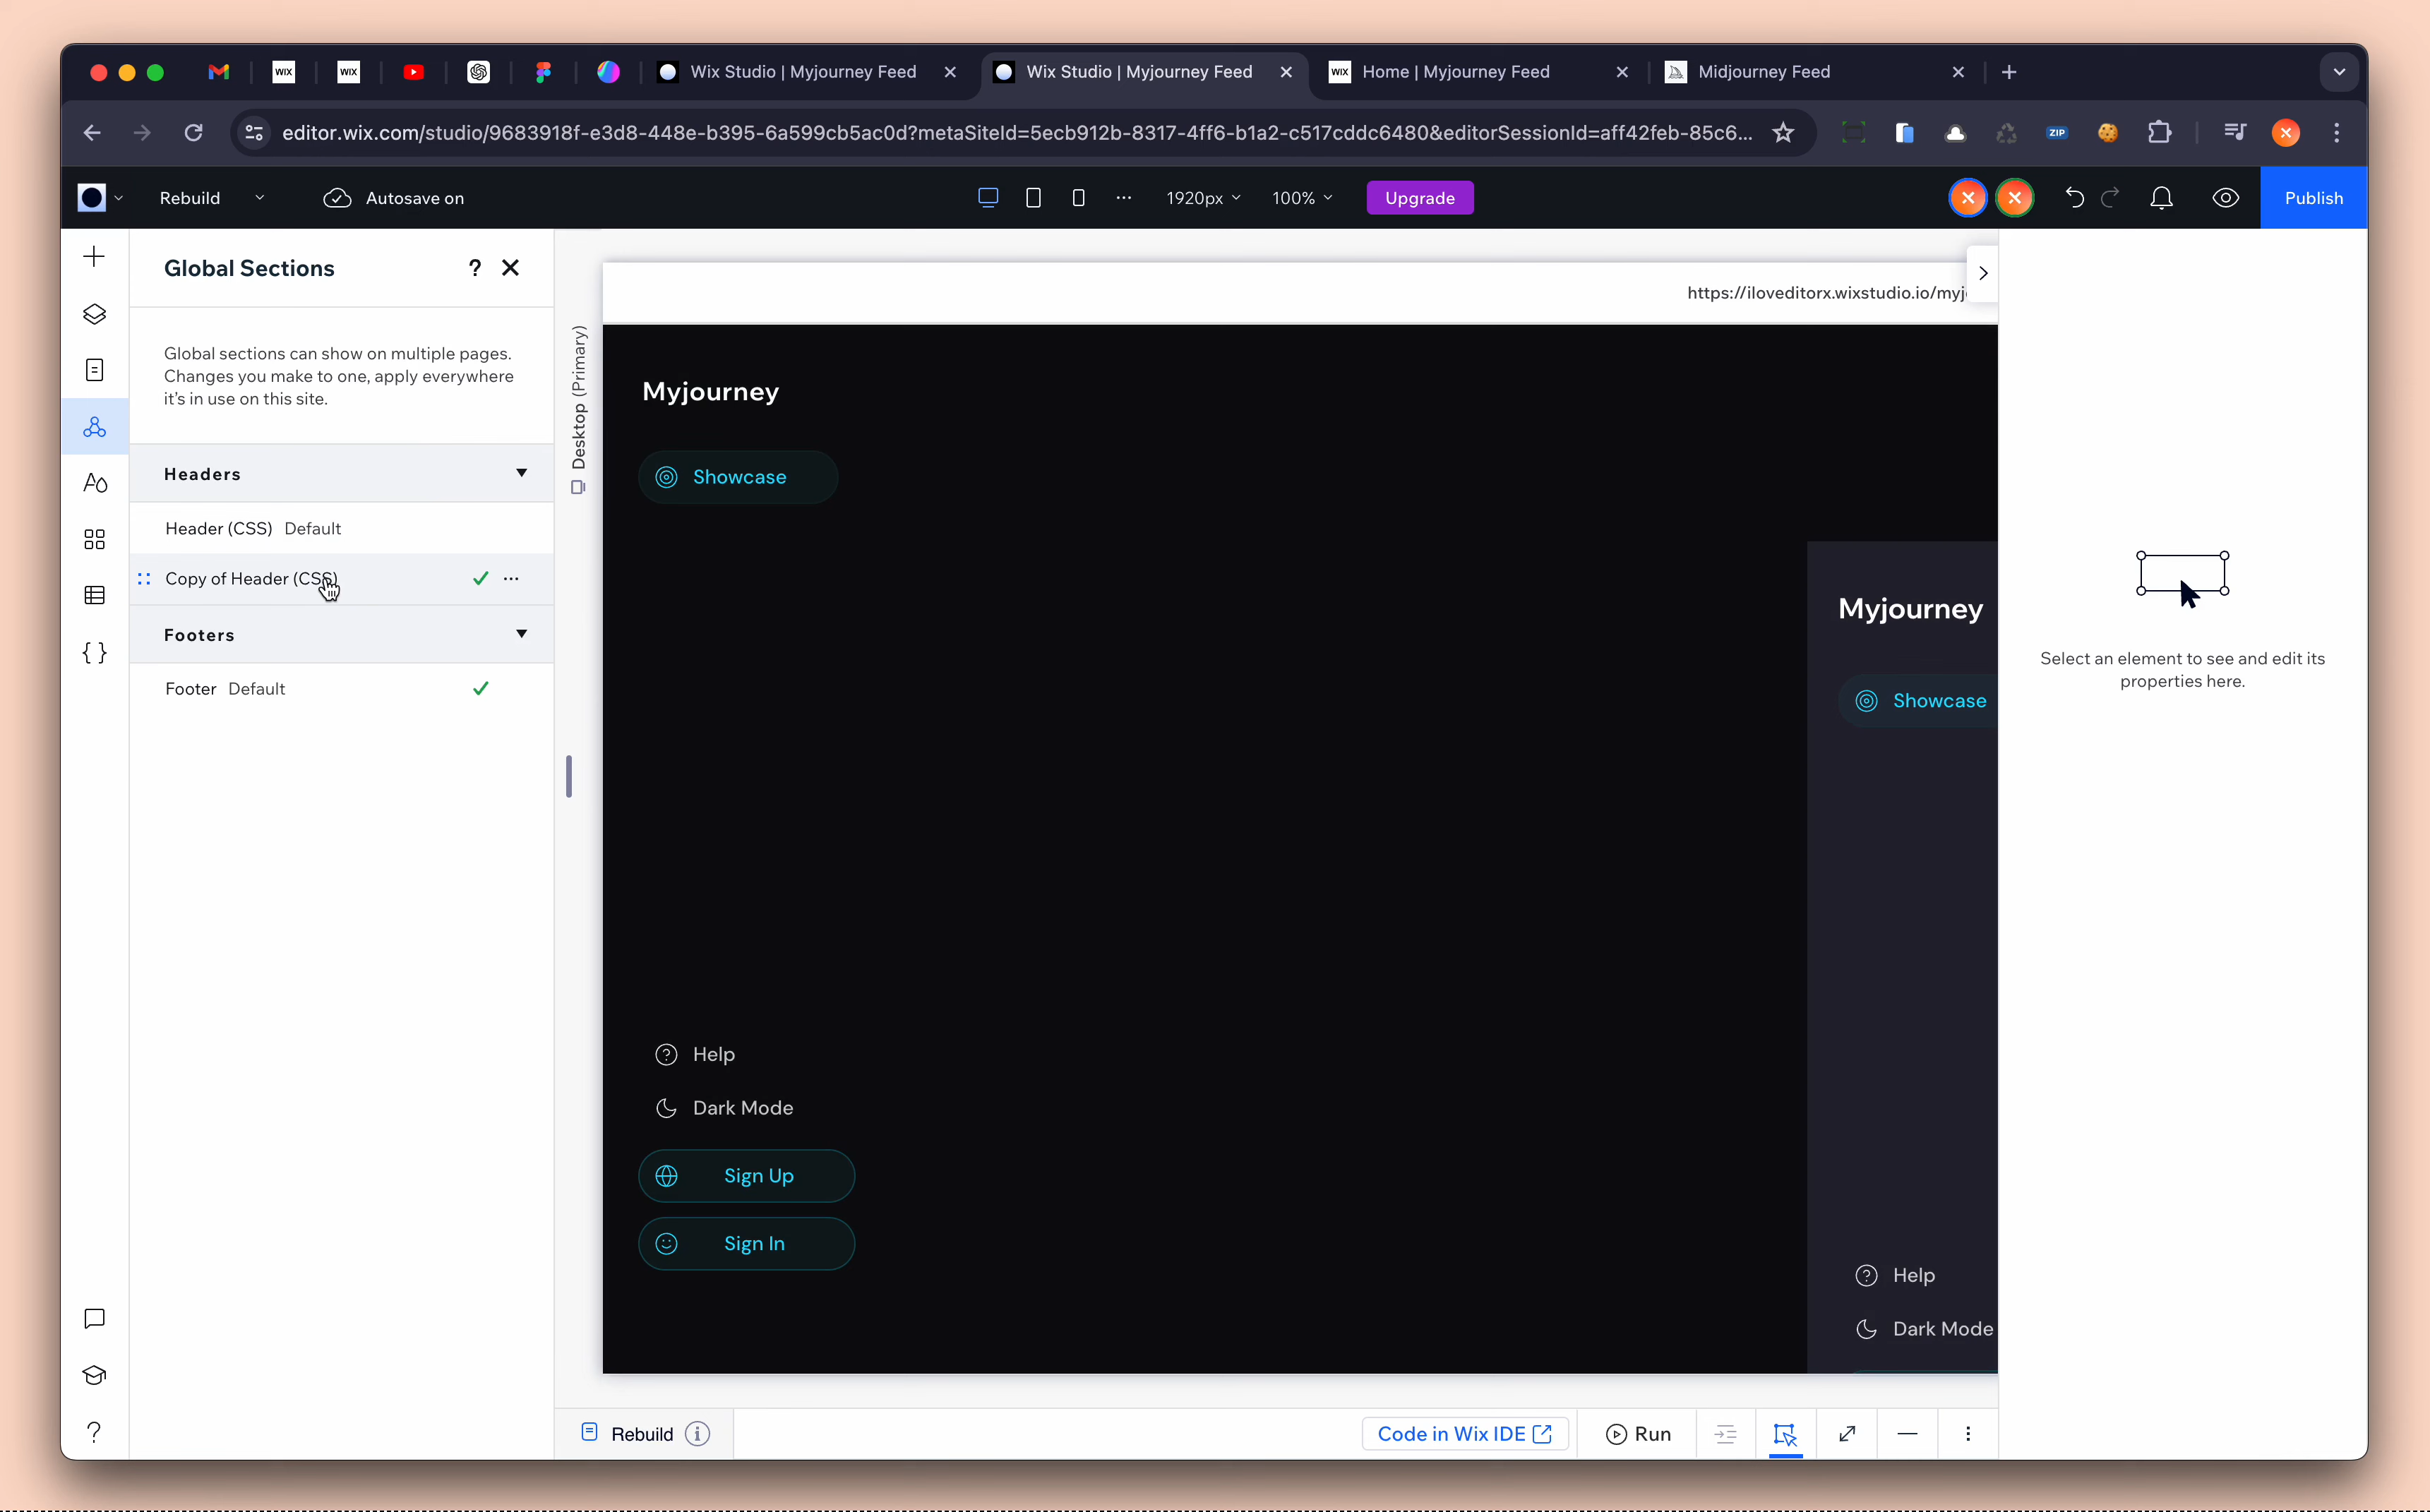 WIX
WIX
Wix Studio | Myjourney Feed
Wix Studio | Myjourney Feed
WIX
Home | Myjourney Feed
Midjourney Feed
editor.wix.com/studio/9683918f-e3d8-448e-b395-6a599cb5ac0d?metaSiteId=5ecb912b-8317-4ff6-b1a2-c517cddc6480&editorSessionId=aff42feb-85c6...
ZIP
Rebuild
Autosave on
1920px
100%
Upgrade
Publish
Global Sections
?
https://iloveditorx.wixstudio.io/myj
Global sections can show on multiple pages.
Changes you make to one, apply everywhere
it's in use on this site.
Headers
Header (CSS) Default
Copy of Header (CSS)
Footers
Footer Default
Desktop (Primary)
Myjourney
Showcase
Help
Dark Mode
Sign Up
Sign In
Myjourney
Showcase
Help
Dark Mode
Select an element to see and edit its
properties here.
Rebuild
Code in Wix IDE
Run